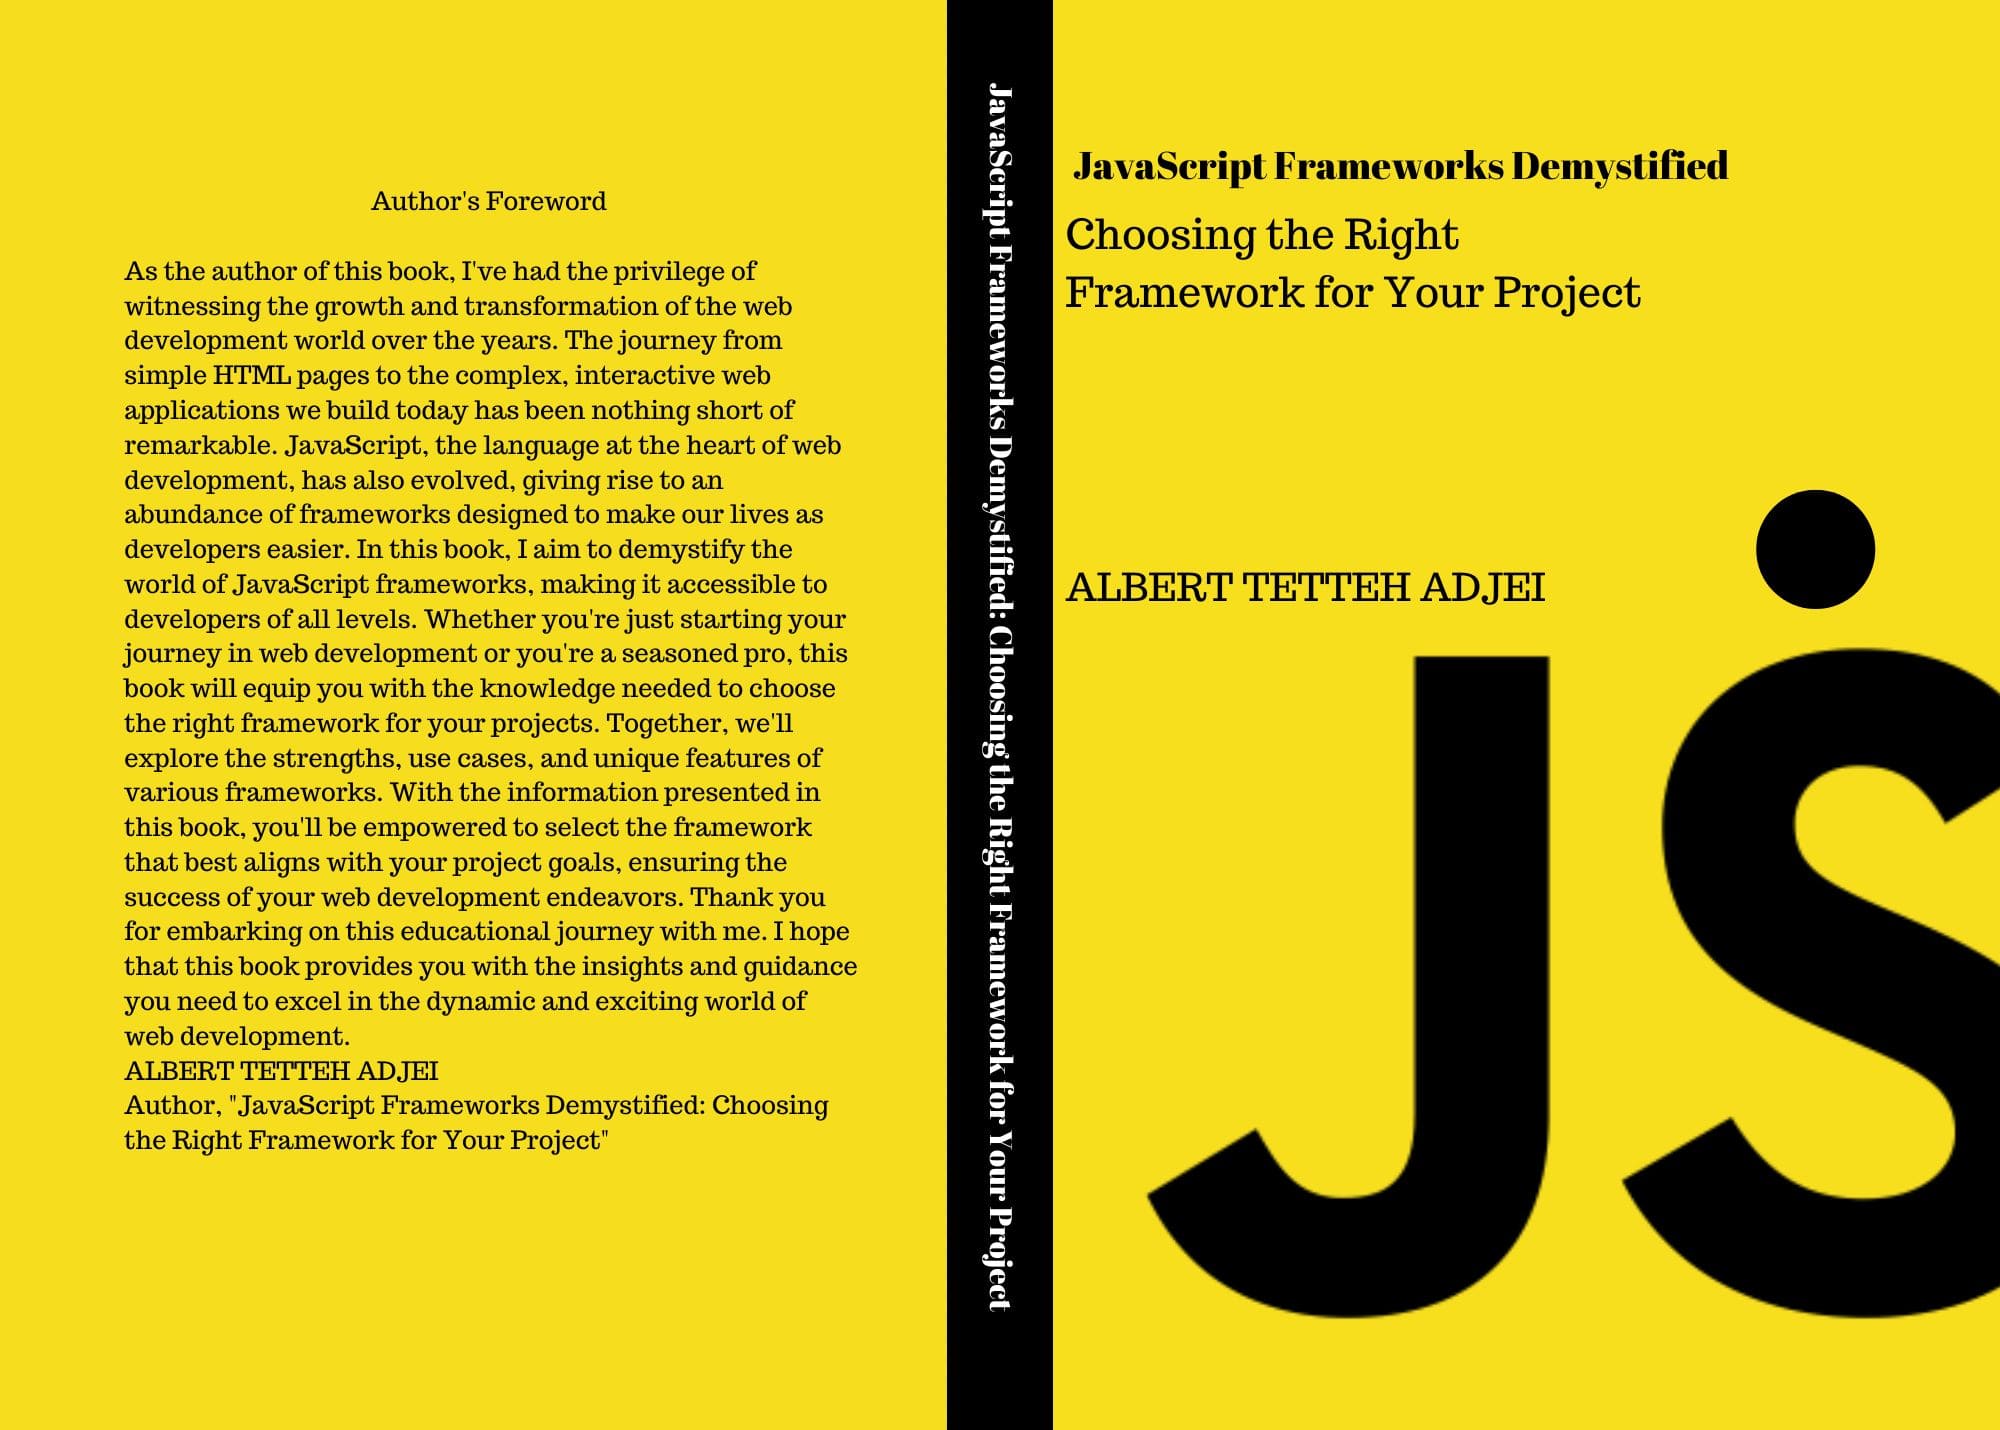 Author's Foreword
As the author of this book, I've had the privilege of
witnessing the growth and transformation of the web
development world over the years. The journey from
simple HTML pages to the complex, interactive web
applications we build today has been nothing short of
remarkable. JavaScript, the language at the heart of web
development, has also evolved, giving rise to an
abundance of frameworks designed to make our lives as
developers easier. In this book, I aim to demystify the
world of JavaScript frameworks, making it accessible to
developers of all levels. Whether you're just starting your
journey in web development or you're a seasoned pro, this
book will equip you with the knowledge needed to choose
the right framework for your projects. Together, we'll
explore the strengths, use cases, and unique features of
various frameworks. With the information presented in
this book, you'll be empowered to select the framework
that best aligns with your project goals, ensuring the
success of your web development endeavors. Thank you
for embarking on this educational journey with me. I hope
that this book provides you with the insights and guidance
you need to excel in the dynamic and exciting world of
web development.
ALBERT TETTEH ADJEI
Author, "JavaScript Frameworks Demystified: Choosing
the Right Framework for Your Project"
JavaScript Frameworks Demystified: Choosing the Right Framework for Your Project
JavaScript Frameworks Demystified
Choosing the Right
Framework for Your Project
ALBERT TETTEH ADJEI
JS